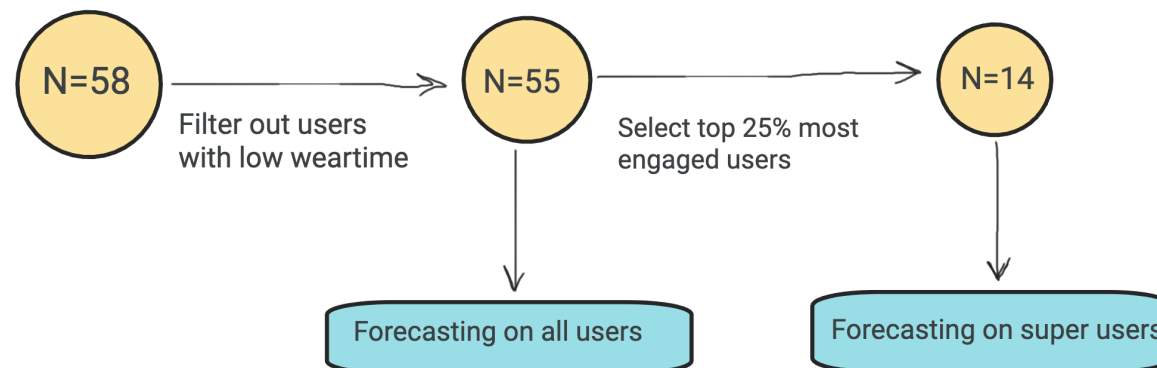 N=58
N=55
N=14
Filter out users
with low weartime
Select top 25% most
engaged users
Forecasting on all users
Forecasting on super users